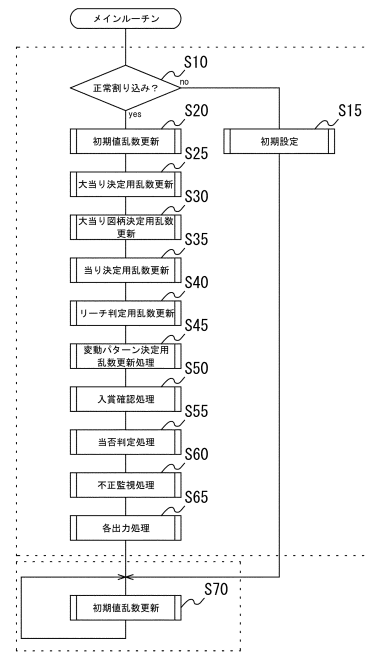 メインルーチン
S10
正常割り込み？
no
yes
S20
初期値乱数更新
S15
初期設定
S25
大当り決定用乱数更新
S30
大当り図柄決定用乱数
更新
S35
当り決定用乱数更新
S40
リーチ判定用乱数更新
S45
変動パターン決定用
乱数更新処理
S50
入賞確認処理
S55
当否判定処理
S60
不正監視処理
S65
各出力処理
S70
初期値乱数更新